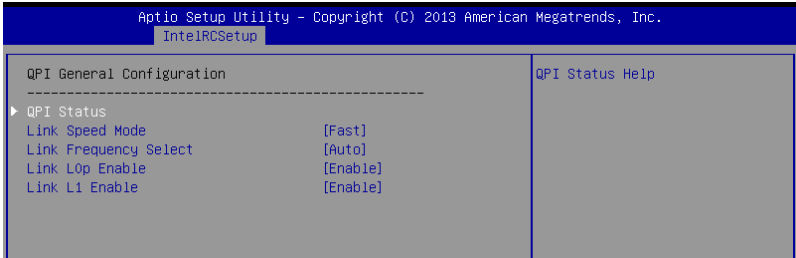 Aptio Setup Utility – Copyright (C) 2013 American Megatrends, Inc.
IntelRCSetup
QPI General Configuration
--------------------------------------------------
QPI Status
Link Speed Mode [Fast]
Link Frequency Select [Auto]
Link L0p Enable [Enable]
Link L1 Enable [Enable]
QPI Status Help